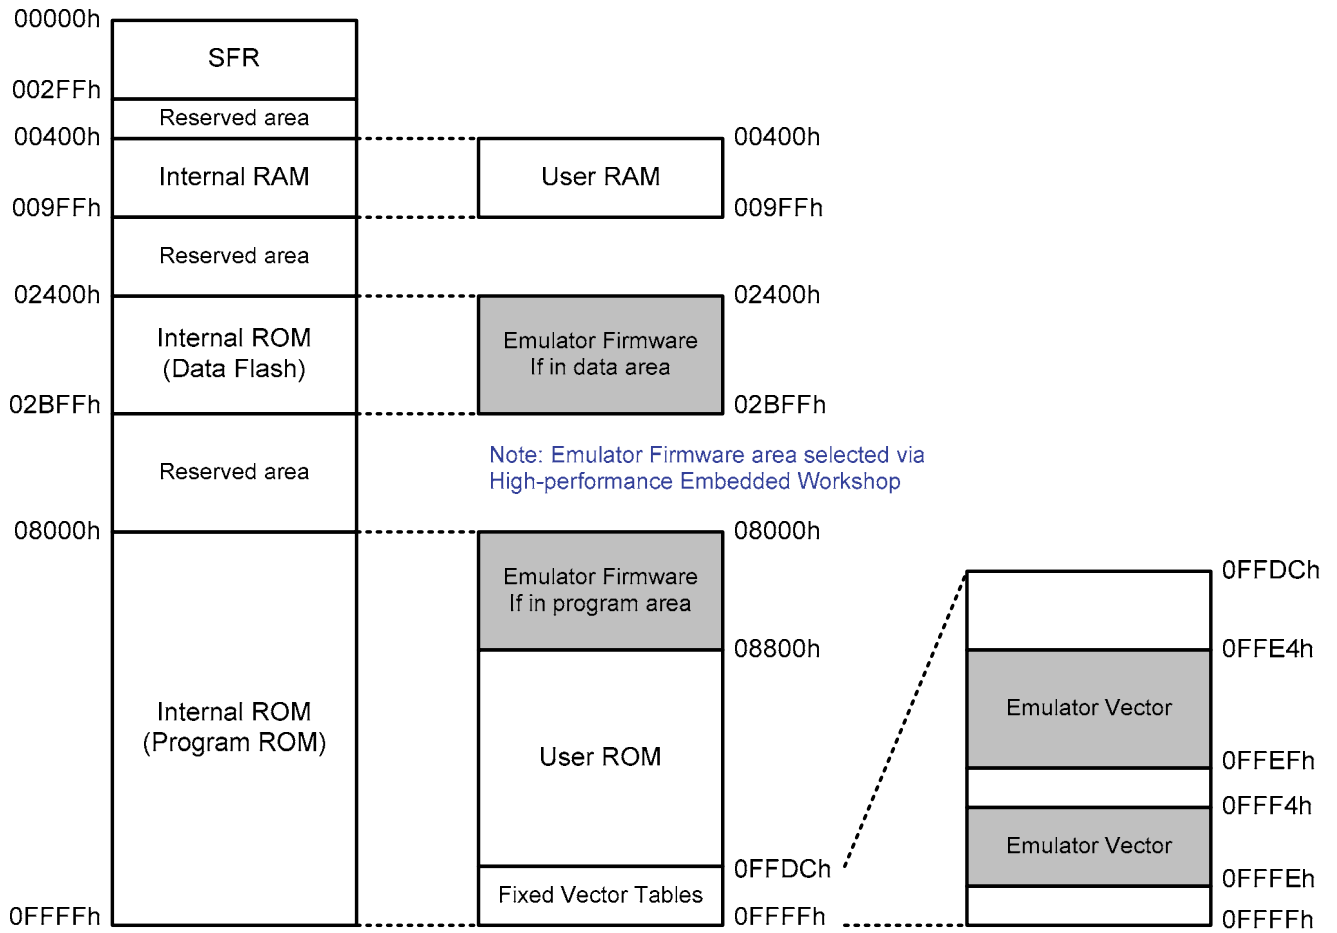 00000h
SFR
002FFh
Reserved area
00400h
Internal RAM
009FFh
Reserved area
02400h
Internal ROM
(Data Flash)
02BFFh
Reserved area
08000h
Internal ROM
(Program ROM)
0FFFFh
00400h
User RAM
009FFh
02400h
Emulator Firmware
If in data area
02BFFh
Note: Emulator Firmware area selected via
High-performance Embedded Workshop
08000h
Emulator Firmware
If in program area
08800h
User ROM
0FFDCh
Fixed Vector Tables
0FFFFh
0FFDCh
0FFE4h
Emulator Vector
0FFEFh
0FFF4h
Emulator Vector
0FFFEh
0FFFFh